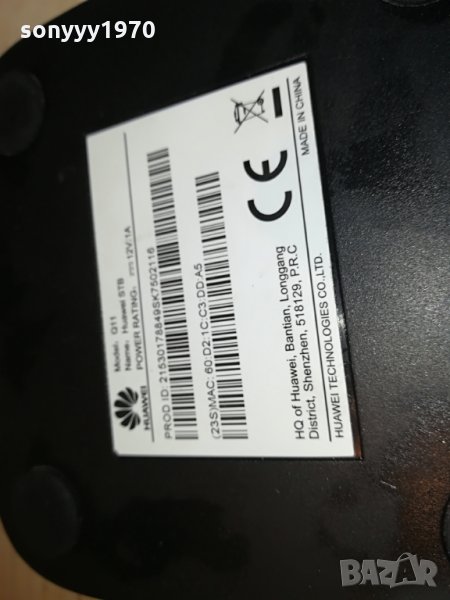 sonyyy1970
Model: Q11
Name: Huawei STB
POWER RATING: 12V/1A
HUAWEI
PROD ID: 21530178849SK7502116
(23S)MAC: 60:D2:1C:C3:DD:A5
CE
HQ of Huawei, Bantian, Longgang
District, Shenzhen, 518129, P.R.C
HUAWEI TECHNOLOGIES CO.,LTD.
MADE IN CHINA
BAZAR
.bg